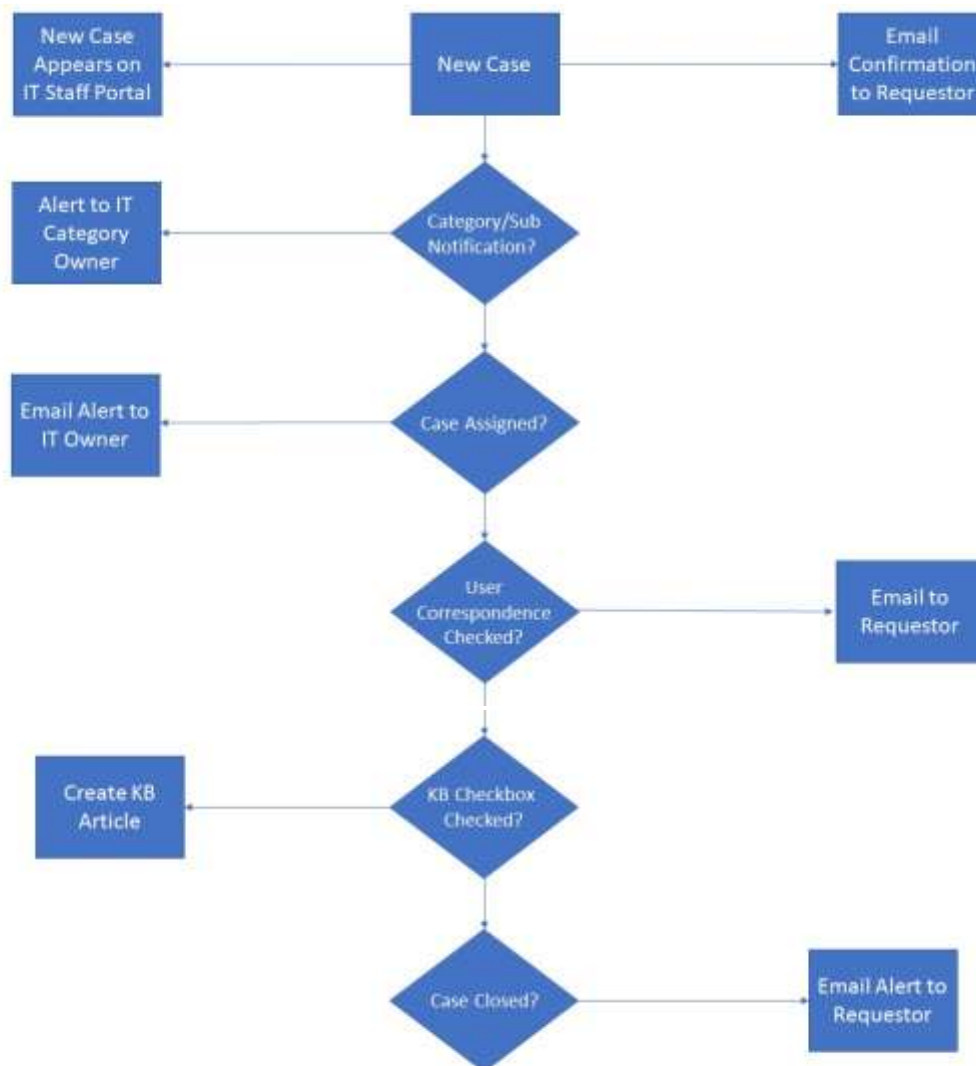 New Case
Appears on
IT Staff Portal
New Case
Email
Confirmation
to Requestor
Alert to IT
Category
Owner
Category/Sub
Notification?
Email Alert to
IT Owner
Case Assigned?
User
Correspondence
Checked?
Email to
Requestor
Create KB
Article
KB Checkbox
Checked?
Case Closed?
Email Alert to
Requestor